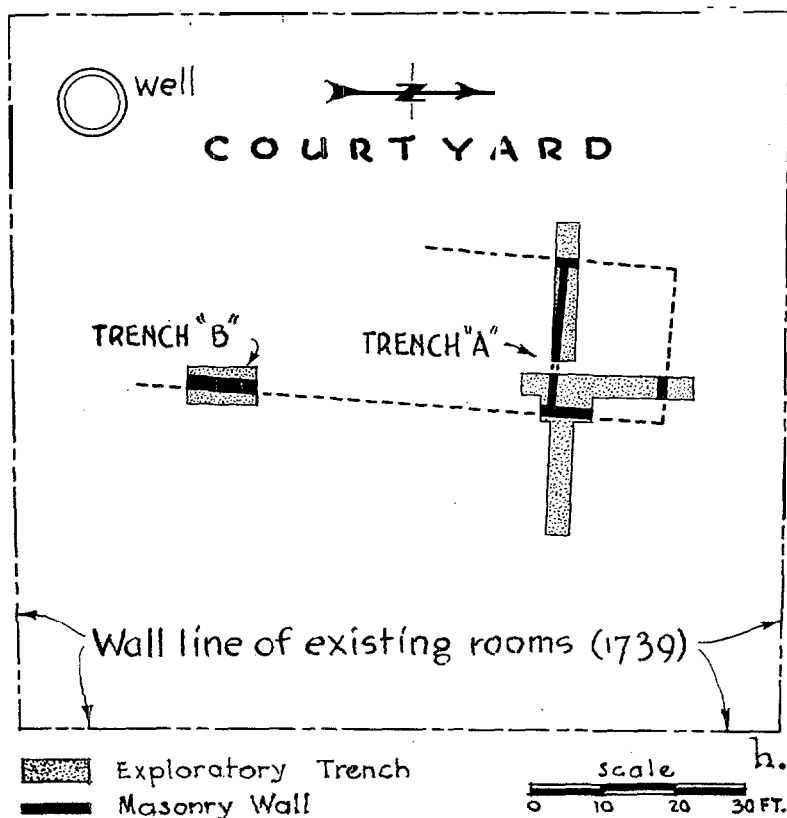 well
N
COURTYARD
TRENCH "B"
TRENCH "A"
Wall line of existing rooms (1739)
h.
Exploratory Trench
Masonry Wall
scale
0 10 20 30 FT.